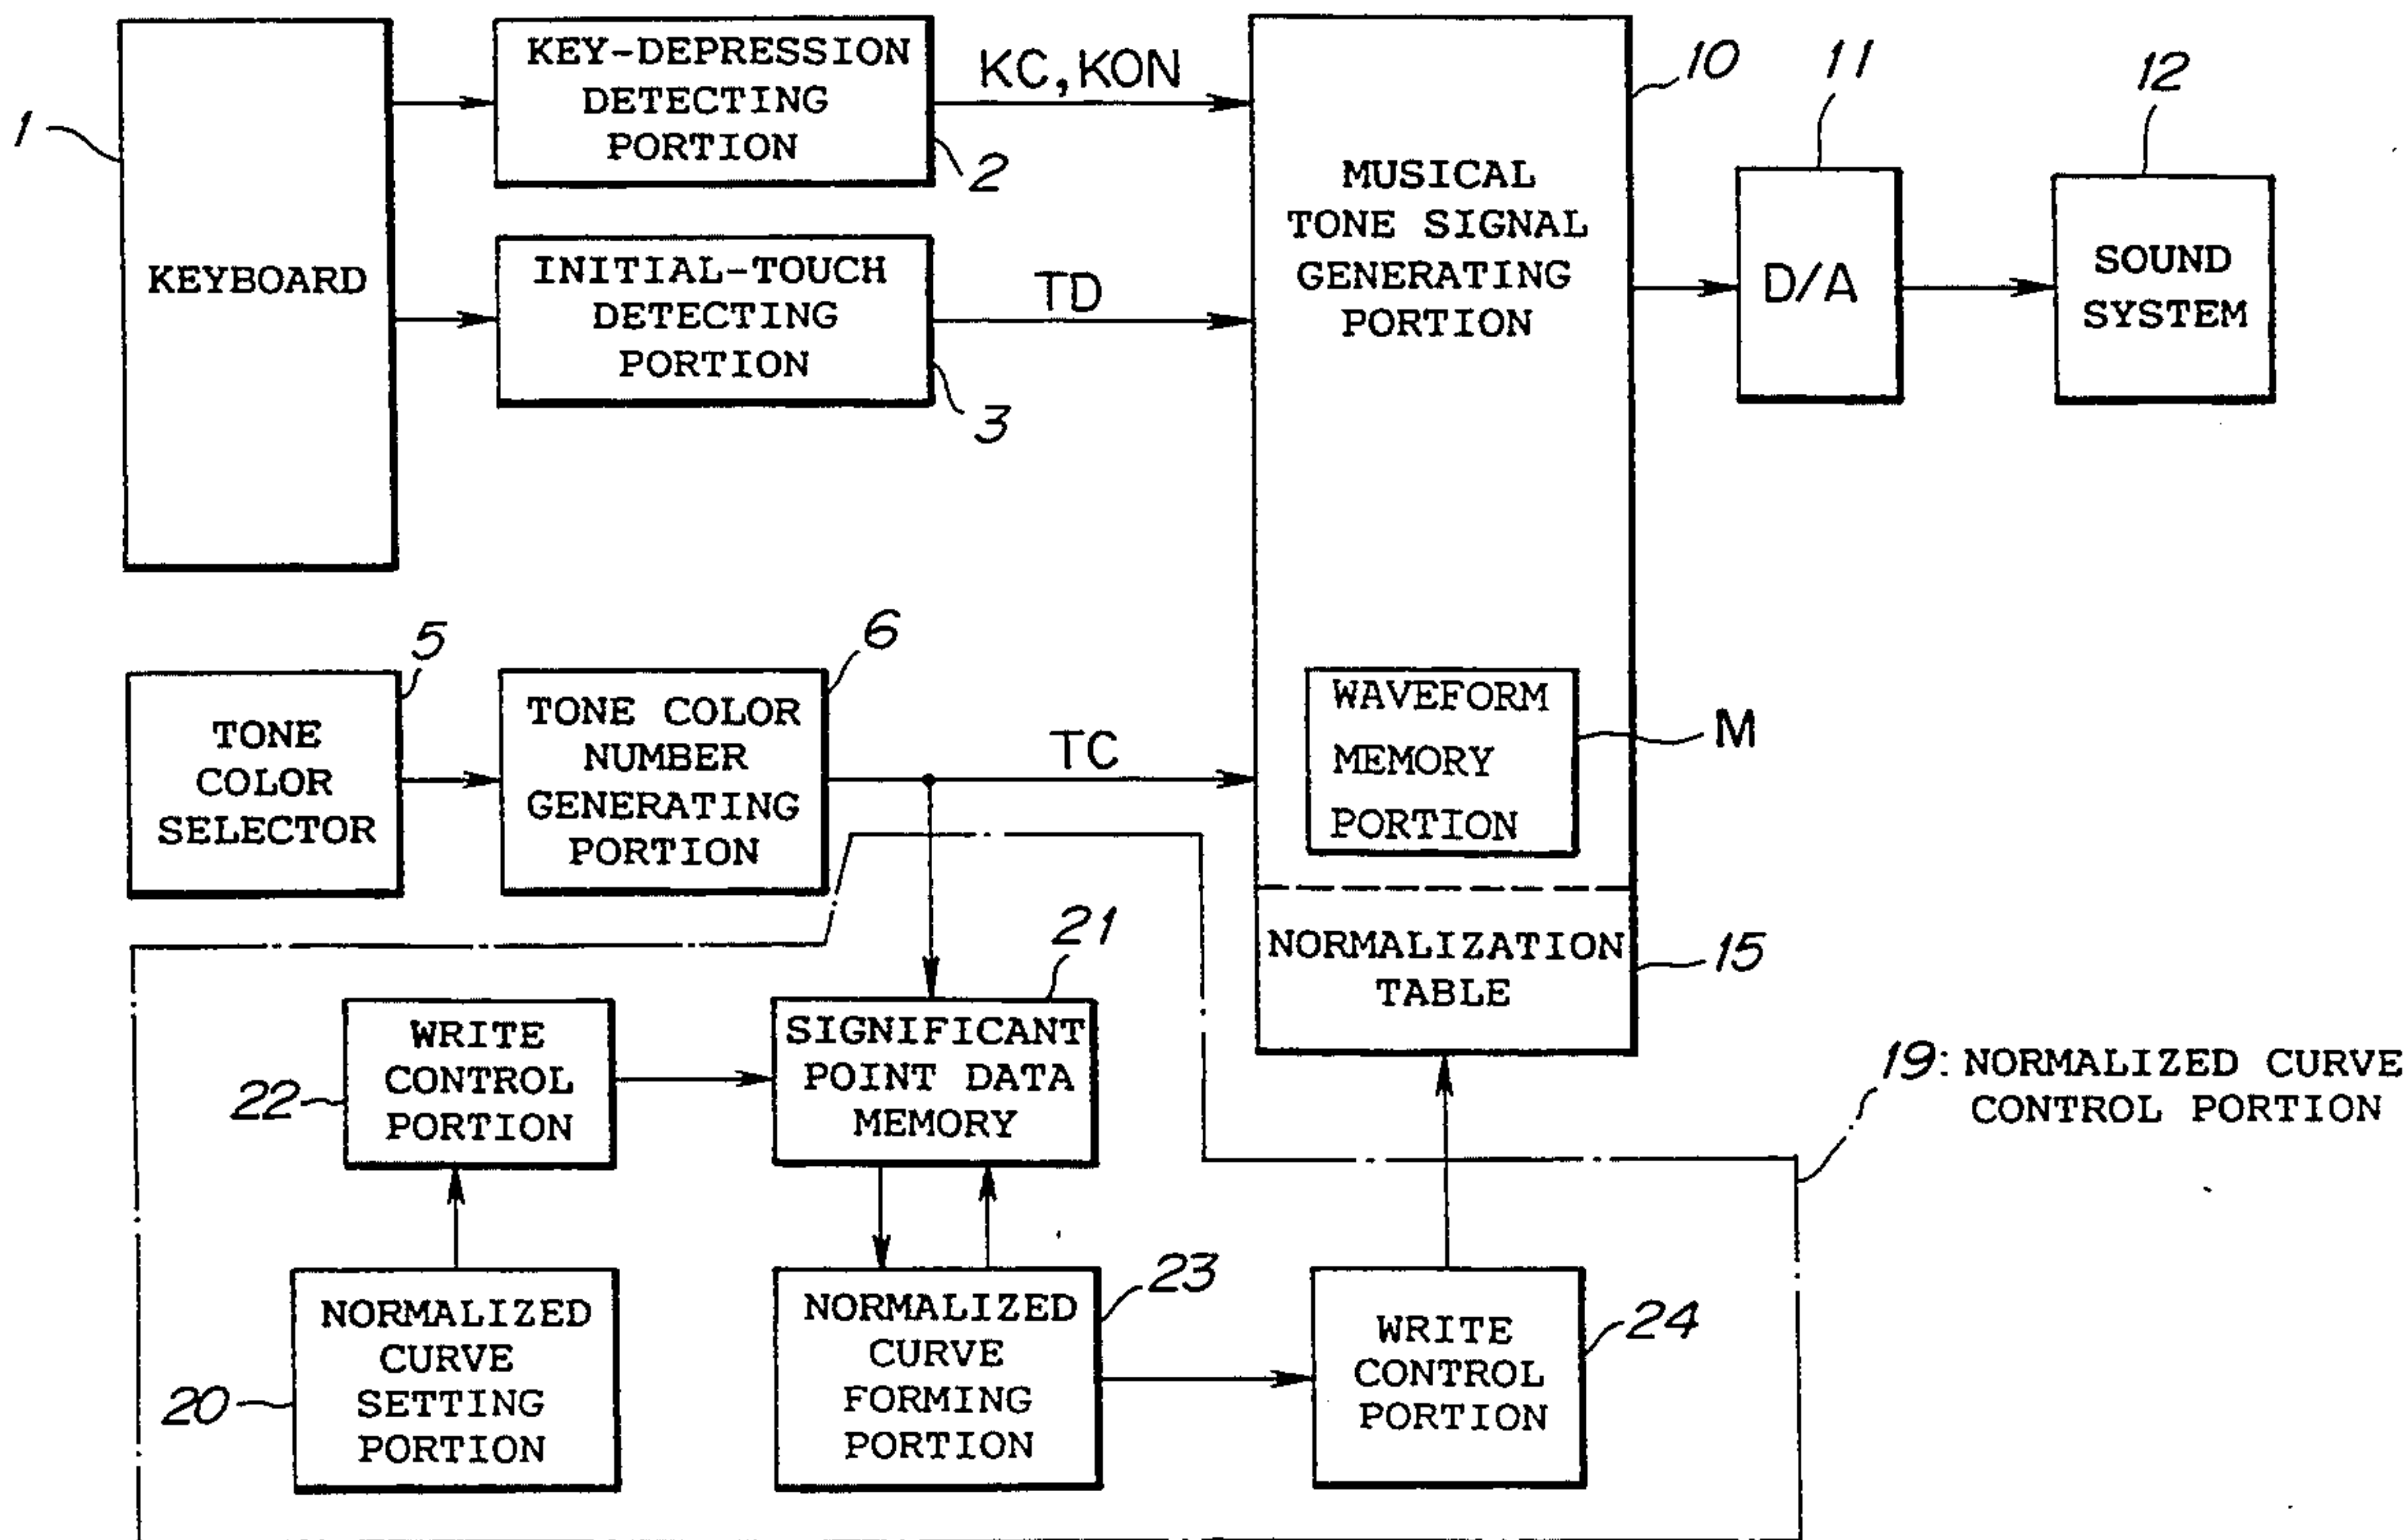 1
KEYBOARD
KEY-DEPRESSION
DETECTING
PORTION
2
KC, KON
INITIAL-TOUCH
DETECTING
PORTION
3
TD
MUSICAL
TONE SIGNAL
GENERATING
PORTION
10
11
D/A
12
SOUND
SYSTEM
5
TONE
COLOR
SELECTOR
6
TONE COLOR
NUMBER
GENERATING
PORTION
TC
WAVEFORM
MEMORY
PORTION
M
NORMALIZATION
TABLE
15
19: NORMALIZED CURVE
CONTROL PORTION
22
WRITE
CONTROL
PORTION
21
SIGNIFICANT
POINT DATA
MEMORY
20
NORMALIZED
CURVE
SETTING
PORTION
23
NORMALIZED
CURVE
FORMING
PORTION
24
WRITE
CONTROL
PORTION